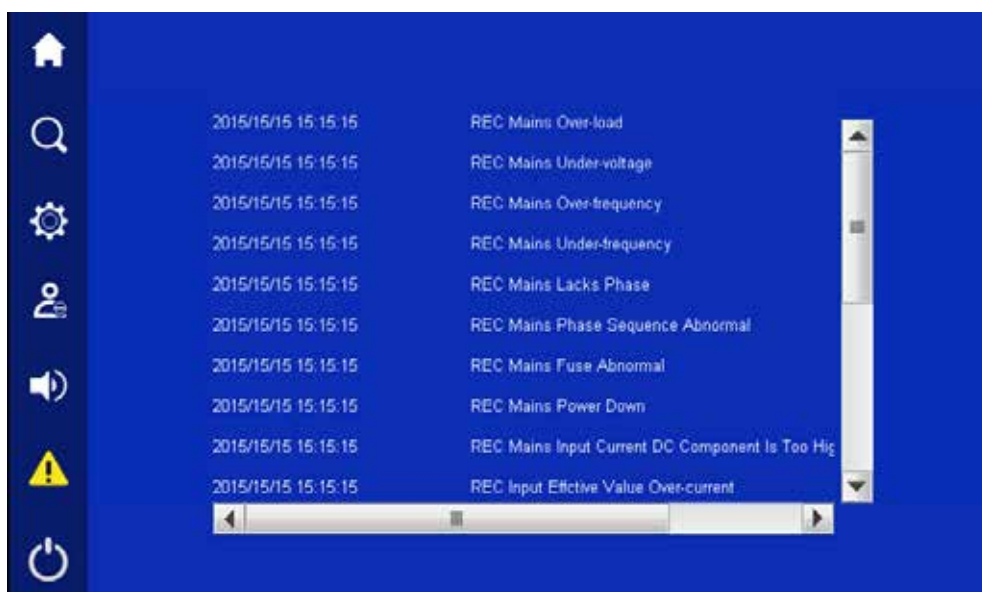 2015/15/15 15:15:15 REC Mains Over-load
2015/15/15 15:15:15 REC Mains Under-voltage
2015/15/15 15:15:15 REC Mains Over-frequency
2015/15/15 15:15:15 REC Mains Under-frequency
2015/15/15 15:15:15 REC Mains Lacks Phase
2015/15/15 15:15:15 REC Mains Phase Sequence Abnormal
2015/15/15 15:15:15 REC Mains Fuse Abnormal
2015/15/15 15:15:15 REC Mains Power Down
2015/15/15 15:15:15 REC Mains Input Current DC Component Is Too Hig
2015/15/15 15:15:15 REC Input Effctive Value Over-current